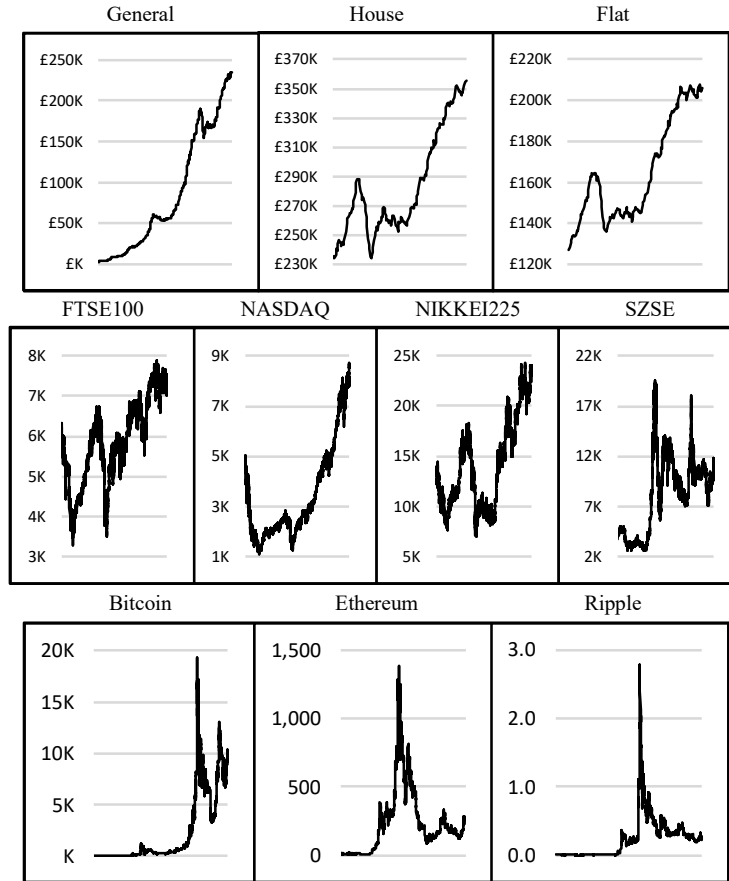 General House Flat
£250K
£200K
£150K
£100K
£50K
£K
£370K
£350K
£330K
£310K
£290K
£270K
£250K
£230K
£220K
£200K
£180K
£160K
£140K
£120K
FTSE100 NASDAQ NIKKEI225 SZSE
8K
7K
6K
5K
4K
3K
9K
7K
5K
3K
1K
25K
20K
15K
10K
5K
22K
17K
12K
7K
2K
Bitcoin Ethereum Ripple
20K
15K
10K
5K
K
1,500
1,000
500
0
3.0
2.0
1.0
0.0